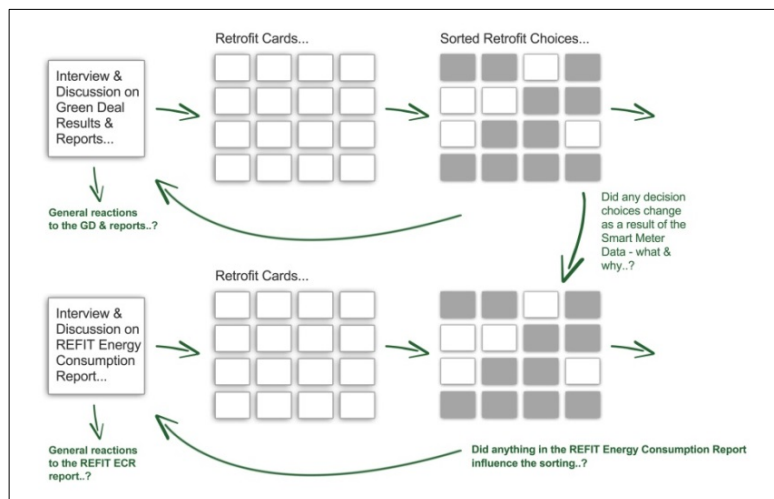 Retrofit Cards...
Sorted Retrofit Choices...
Interview &
Discussion on
Green Deal
Results &
Reports...
General reactions
to the GD & reports..?
Did any decision
choices change
as a result of the
Smart Meter
Data - what &
why..?
Retrofit Cards...
Interview &
Discussion on
REFIT Energy
Consumption
Report...
General reactions
to the REFIT ECR
report..?
Did anything in the REFIT Energy Consumption Report
influence the sorting..?